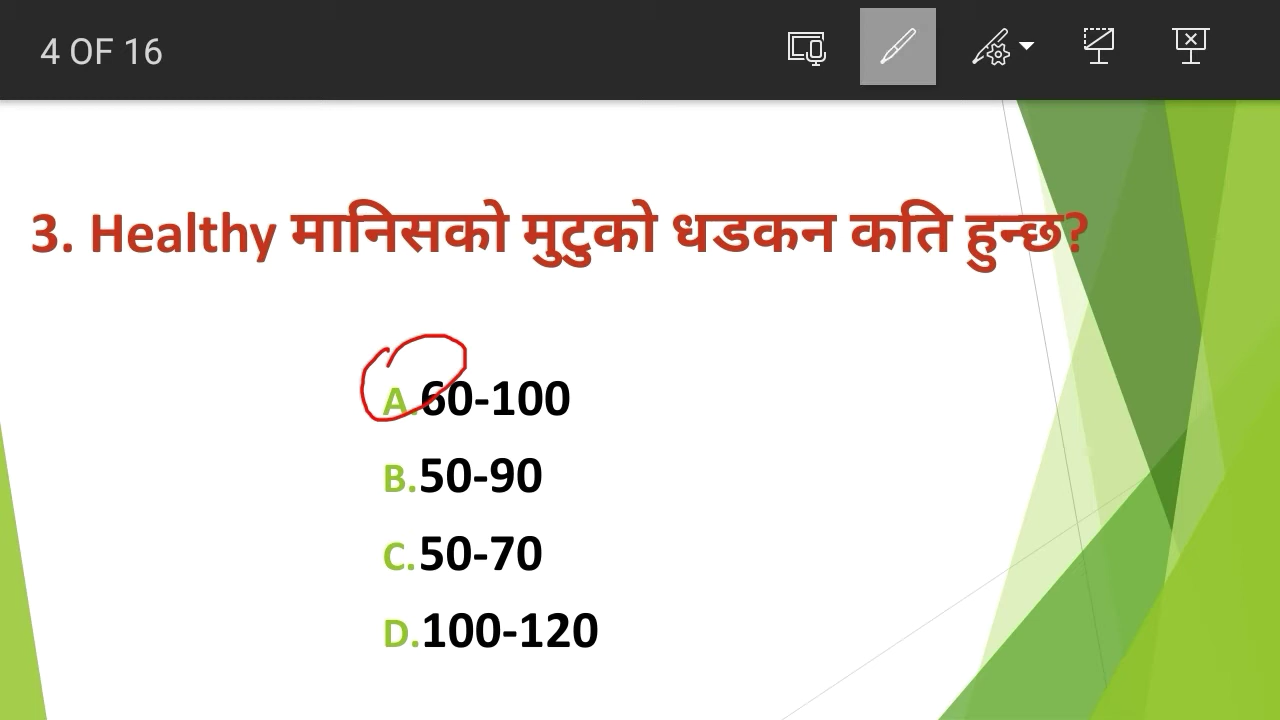 4 OF 16
3. Healthy मानिसको मुटुको धडकन कति हुन्छ?
A.60-100
B.50-90
C.50-70
D.100-120